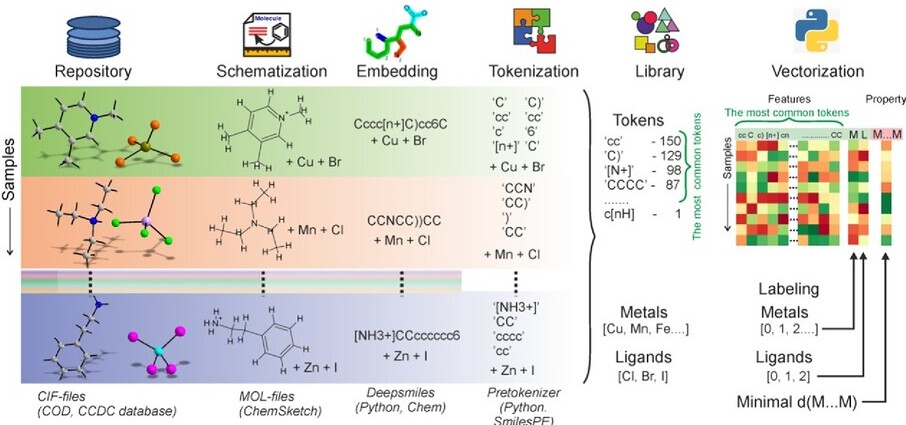 Molecule
Repository
Schematization
Embedding
Tokenization
Library
Vectorization
Samples
N+
CH3
H3C
CH3
+ Cu + Br
Cccc[n+]C)cc6C
+ Cu + Br
'C' 'C)'
'cc' 'cc'
'c' '6'
'[n+]' 'C'
+ Cu + Br
+ Mn + Cl
CCNCC))CC
+ Mn + Cl
'CCN'
'CC)'
')'
'CC'
+ Mn + Cl
+ Zn + I
[NH3+]CCcccccc6
+ Zn + I
'[NH3+]'
'CC'
'cccc'
'cc'
+ Zn + I
CIF-files
(COD, CCDC database)
MOL-files
(ChemSketch)
Deepsmiles
(Python, Chem)
Pretokenizer
(Python.
SmilesPE)
Tokens
'cc' - 150
'C)' - 129
'[N+]' - 98
'CCCC' - 87
.......
c[nH] - 1
The most common tokens
Metals
[Cu, Mn, Fe....]
Ligands
[Cl, Br, I]
Features
Property
The most common tokens
cc C c) [n+] cn ............ CC M L M...M
Samples
Labeling
Metals
[0, 1, 2....]
Ligands
[0, 1, 2]
Minimal d(M...M)